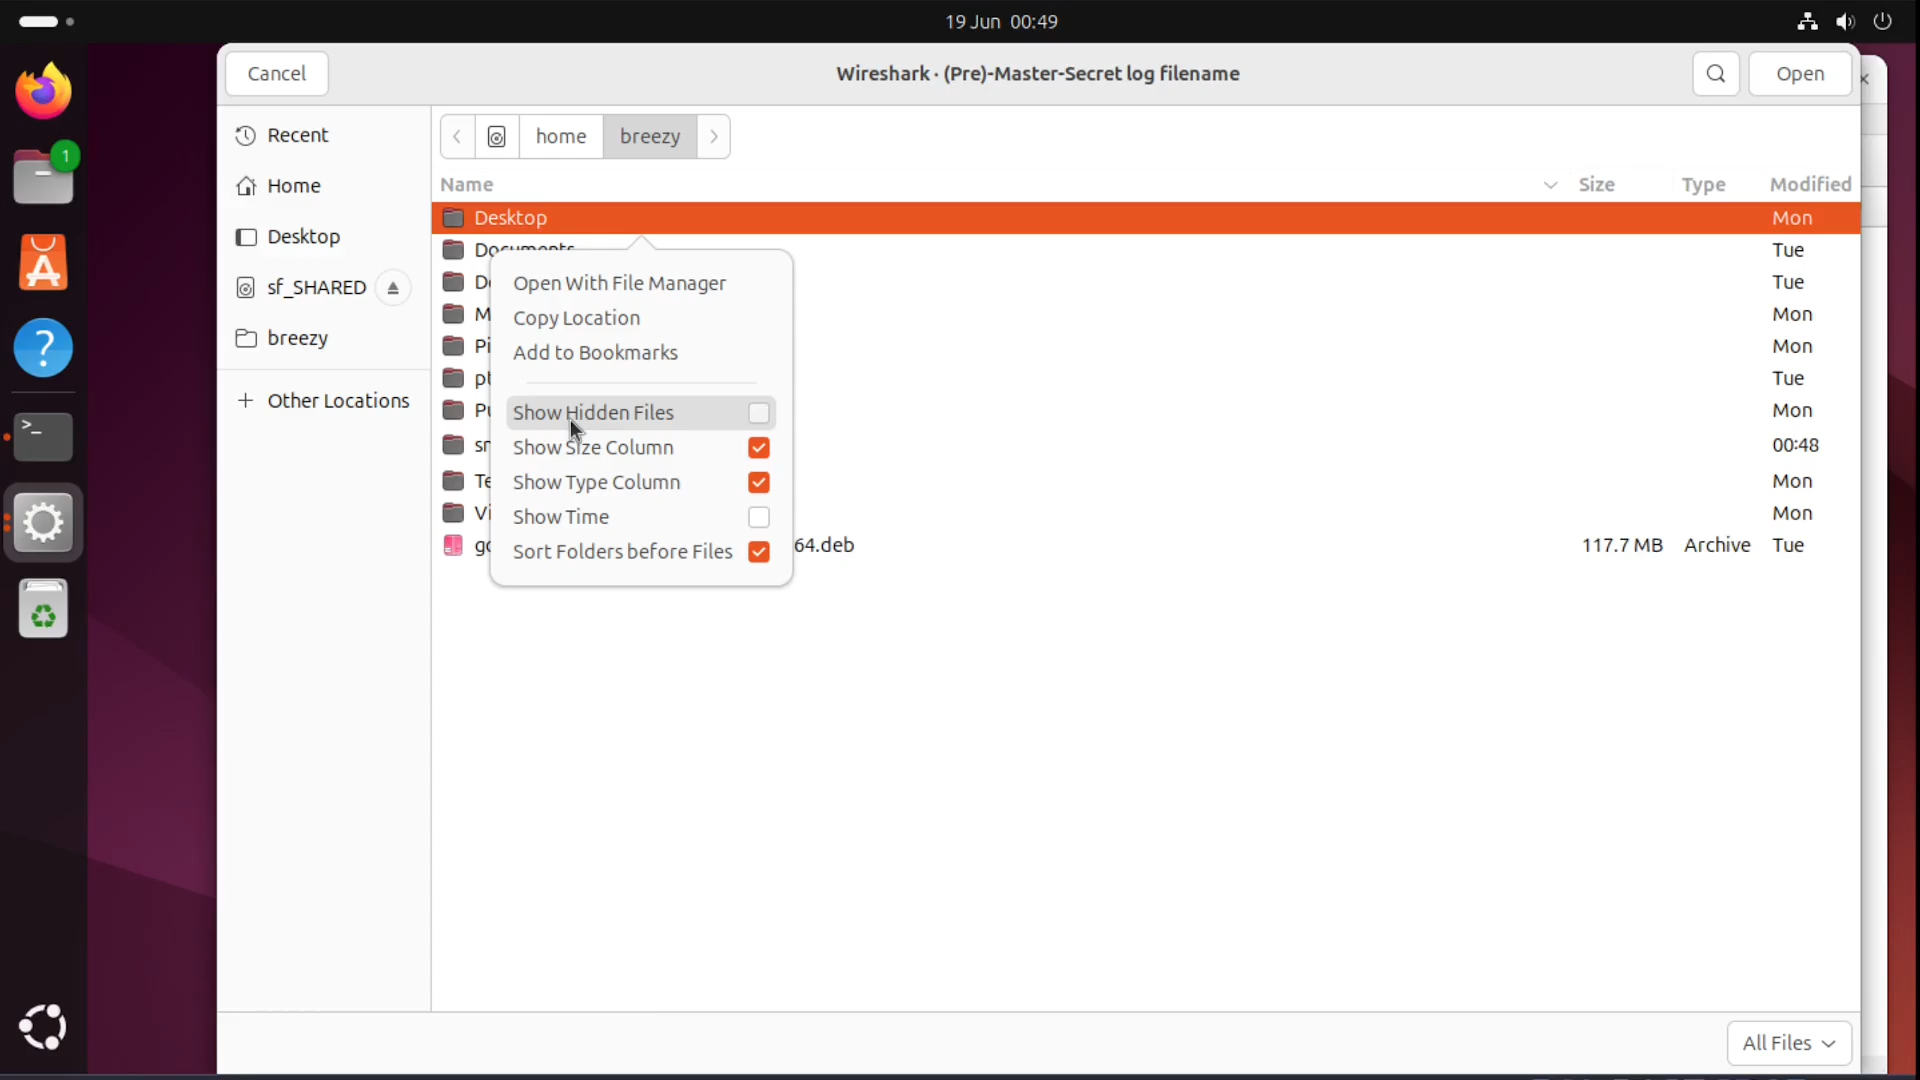 19 Jun 00:49
Cancel
Wireshark · (Pre)-Master-Secret log filename
Open
1
Recent
Home
Desktop
sf_SHARED
breezy
Other Locations
home
breezy
Name
Size
Type
Modified
Desktop
Mon
Documents
Tue
Tue
Mon
Mon
Tue
Mon
00:48
Mon
Mon
64.deb
117.7 MB
Archive
Tue
Open With File Manager
Copy Location
Add to Bookmarks
Show Hidden Files
Show Size Column
Show Type Column
Show Time
Sort Folders before Files
All Files